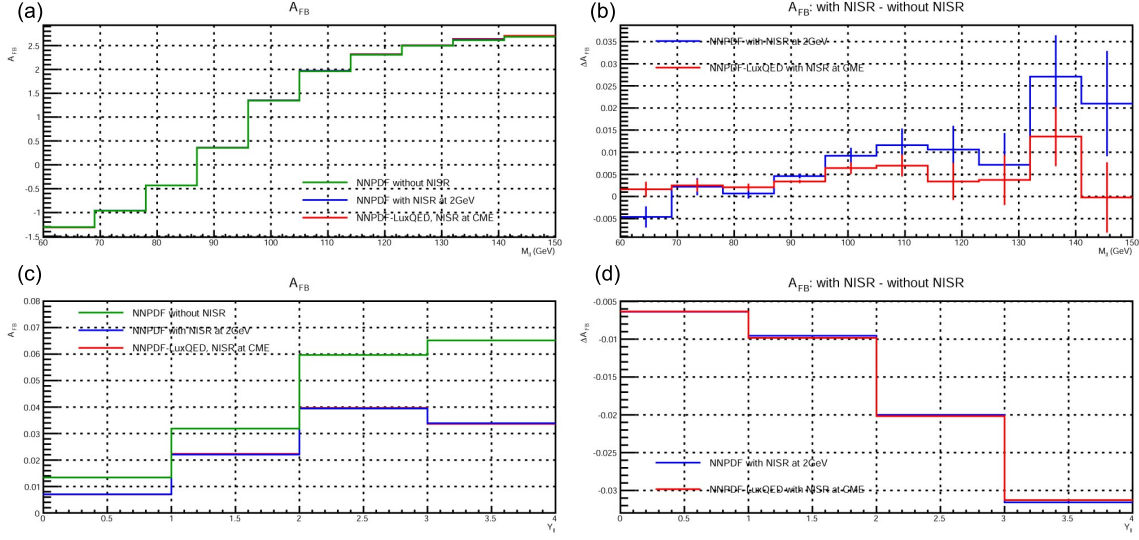 (a)
A_FB
A_FB
2.5
2
1.5
1
0.5
0
-0.5
-1
-1.5
NNPDF without NISR
NNPDF with NISR at 2GeV
NNPDF-LuxQED, NISR at CME
60 70 80 90 100 110 120 130 140 150
M_ll (GeV)
(b)
A_FB: with NISR - without NISR
ΔA_FB
0.035
0.03
0.025
0.02
0.015
0.01
0.005
0
-0.005
NNPDF with NISR at 2GeV
NNPDF-LuxQED with NISR at CME
60 70 80 90 100 110 120 130 140 150
M_ll (GeV)
(c)
A_FB
A_FB
0.08
0.07
0.06
0.05
0.04
0.03
0.02
0.01
0
NNPDF without NISR
NNPDF with NISR at 2GeV
NNPDF-LuxQED, NISR at CME
0 0.5 1 1.5 2 2.5 3 3.5 4
Y_ll
(d)
A_FB: with NISR - without NISR
ΔA_FB
-0.005
-0.01
-0.015
-0.02
-0.025
-0.03
NNPDF with NISR at 2GeV
NNPDF-LuxQED with NISR at CME
0 0.5 1 1.5 2 2.5 3 3.5 4
Y_ll